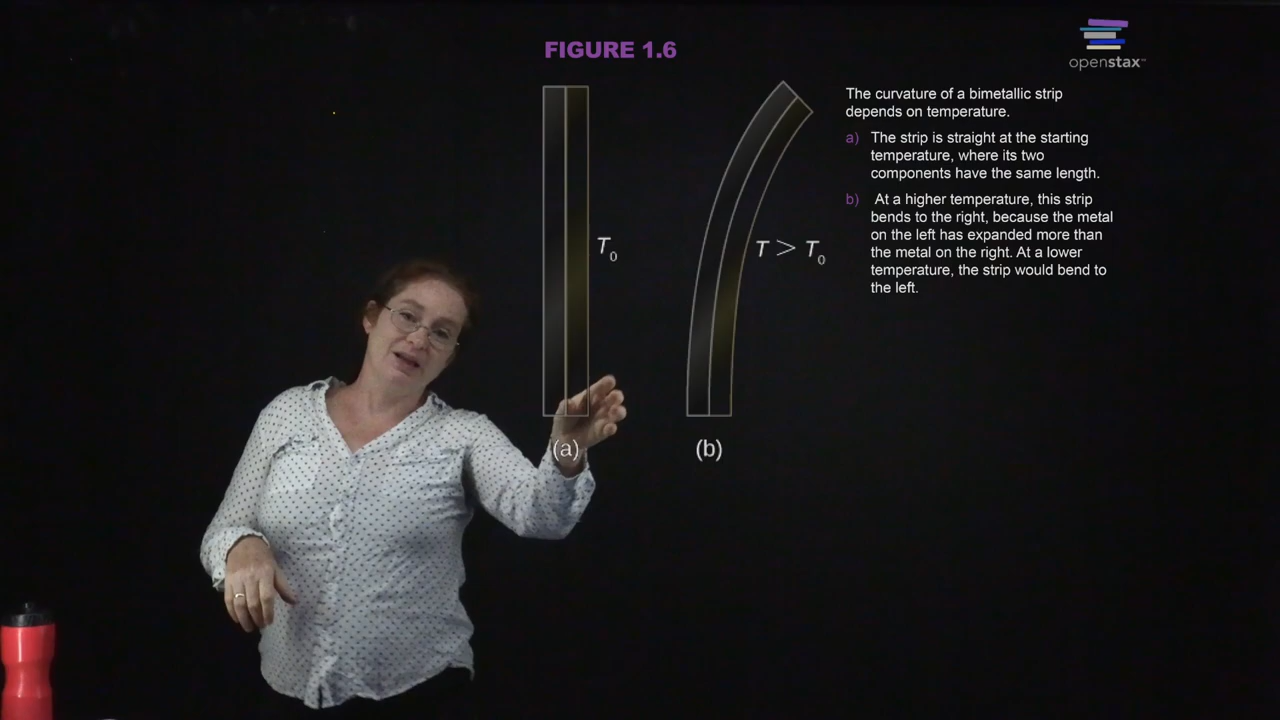 FIGURE 1.6
openstax™
The curvature of a bimetallic strip
depends on temperature.
a) The strip is straight at the starting
temperature, where its two
components have the same length.
b) At a higher temperature, this strip
bends to the right, because the metal
on the left has expanded more than
the metal on the right. At a lower
temperature, the strip would bend to
the left.
T₀
T > T₀
(a)
(b)